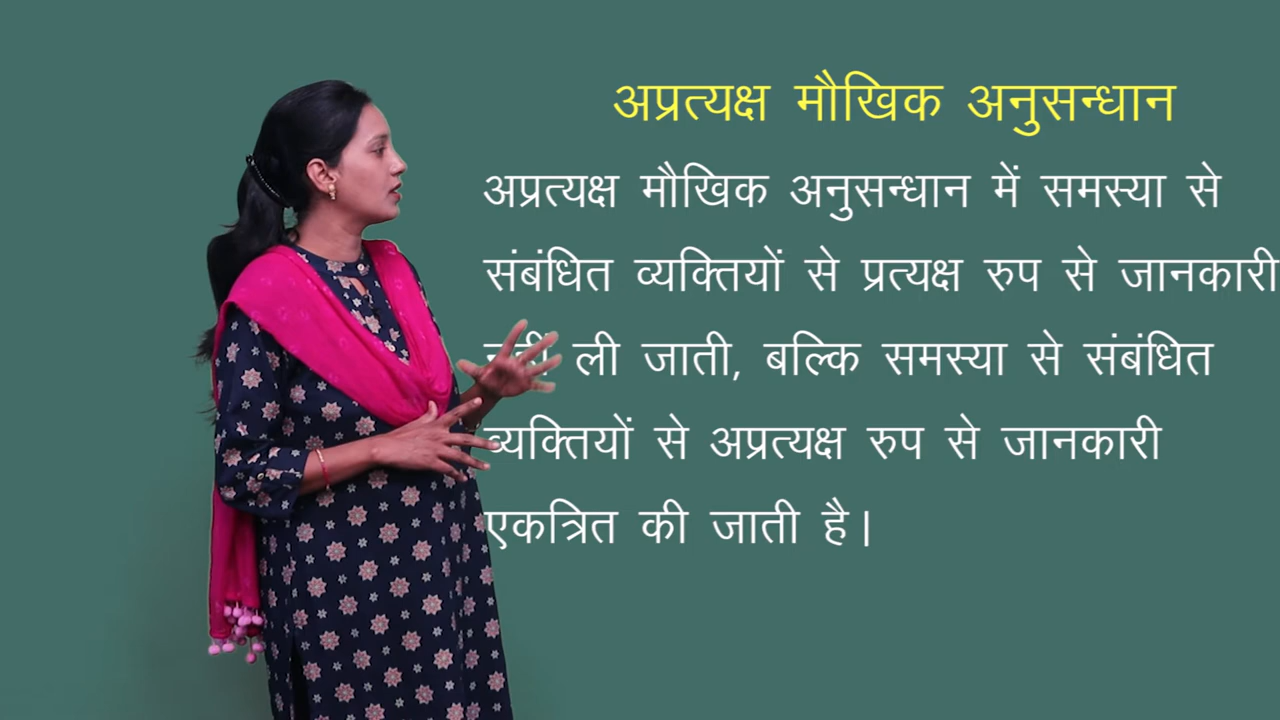 अप्रत्यक्ष मौखिक अनुसन्धान
अप्रत्यक्ष मौखिक अनुसन्धान में समस्या से
संबंधित व्यक्तियों से प्रत्यक्ष रुप से जानकारी
नहीं ली जाती, बल्कि समस्या से संबंधित
व्यक्तियों से अप्रत्यक्ष रुप से जानकारी
एकत्रित की जाती है।